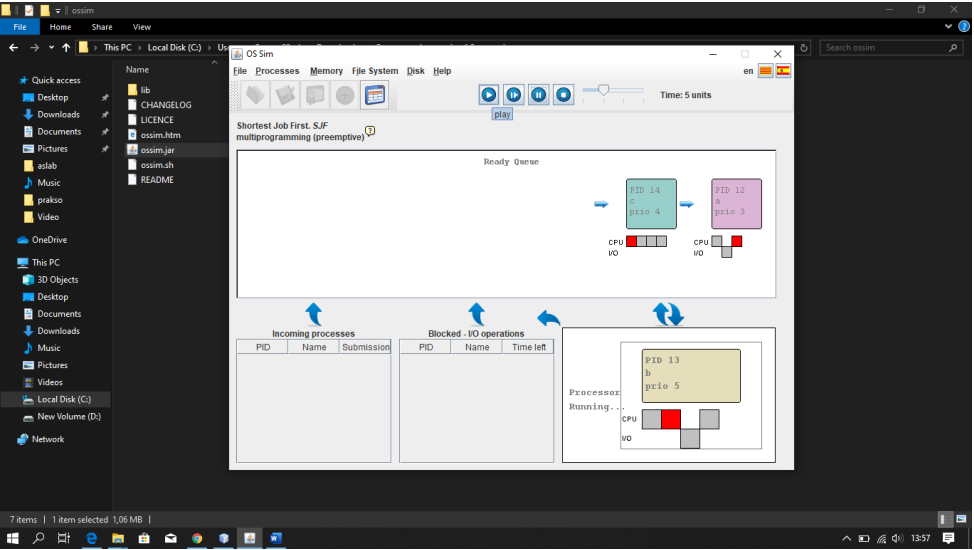 ossim
File Home Share View
This PC Local Disk (C:)
Search ossim
Quick access
Desktop
Downloads
Documents
Pictures
aslab
Music
prakso
Video
OneDrive
This PC
3D Objects
Desktop
Documents
Downloads
Music
Pictures
Videos
Local Disk (C:)
New Volume (D:)
Network
Name
lib
CHANGELOG
LICENCE
ossim.htm
ossim.jar
ossim.sh
README
OS Sim
File Processes Memory File System Disk Help
en
Time: 5 units
play
Shortest Job First. SJF
multiprogramming (preemptive) ?
Ready Queue
PID 14
c
prio 4
CPU
I/O
PID 12
a
prio 3
CPU
I/O
Incoming processes
PID Name Submission
Blocked - I/O operations
PID Name Time left
Processor
Running...
PID 13
b
prio 5
CPU
I/O
7 items 1 item selected 1,06 MB
13:57